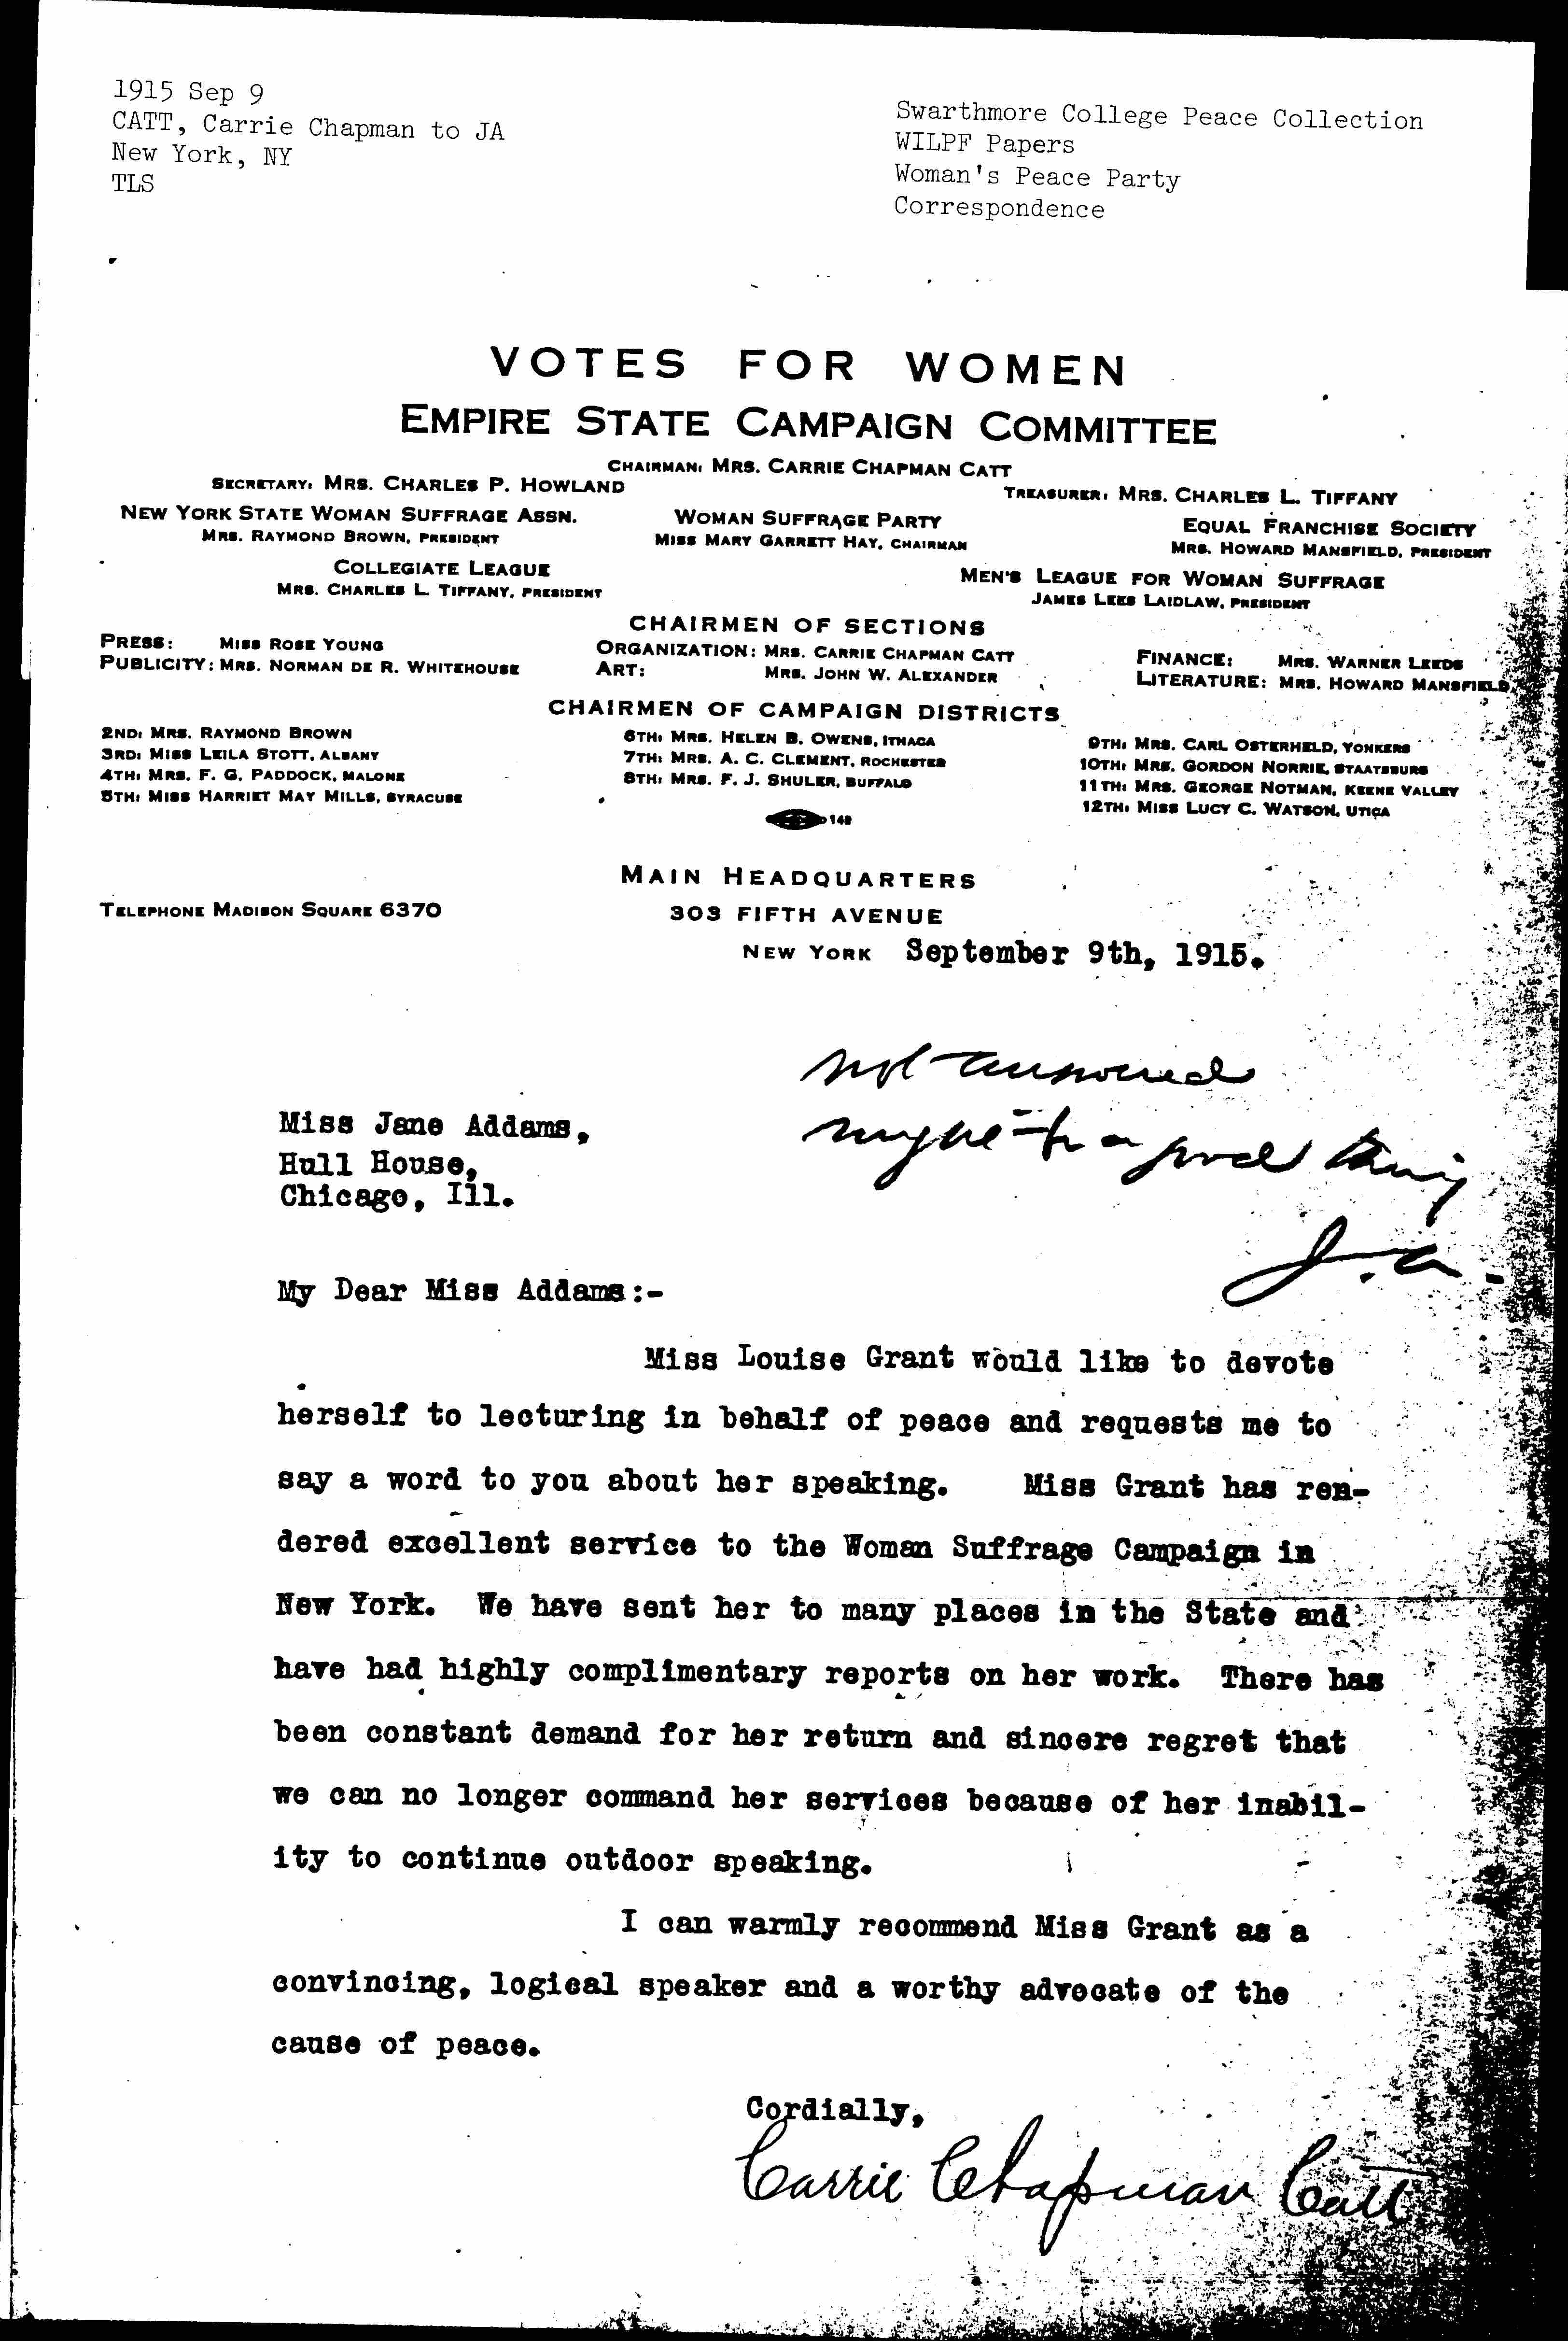 1915 Sep 9
CATT, Carrie Chapman to JA
New York, NY
TLS
Swarthmore College Peace Collection
WILPF Papers
Woman's Peace Party
Correspondence
VOTES FOR WOMEN
EMPIRE STATE CAMPAIGN COMMITTEE
CHAIRMAN: MRS. CARRIE CHAPMAN CATT
SECRETARY: MRS. CHARLES P. HOWLAND
TREASURER: MRS. CHARLES L. TIFFANY
NEW YORK STATE WOMAN SUFFRAGE ASSN.
MRS. RAYMOND BROWN, PRESIDENT
WOMAN SUFFRAGE PARTY
MISS MARY GARRETT HAY, CHAIRMAN
EQUAL FRANCHISE SOCIETY
MRS. HOWARD MANSFIELD, PRESIDENT
COLLEGIATE LEAGUE
MRS. CHARLES L. TIFFANY, PRESIDENT
MEN'S LEAGUE FOR WOMAN SUFFRAGE
JAMES LEES LAIDLAW, PRESIDENT
CHAIRMEN OF SECTIONS
PRESS: MISS ROSE YOUNG
PUBLICITY: MRS. NORMAN DE R. WHITEHOUSE
ORGANIZATION: MRS. CARRIE CHAPMAN CATT
ART: MRS. JOHN W. ALEXANDER
FINANCE: MRS. WARNER LEEDS
LITERATURE: MRS. HOWARD MANSFIELD
CHAIRMEN OF CAMPAIGN DISTRICTS
2ND: MRS. RAYMOND BROWN
3RD: MISS LEILA STOTT, ALBANY
4TH: MRS. F. G. PADDOCK, MALONE
5TH: MISS HARRIET MAY MILLS, SYRACUSE
6TH: MRS. HELEN B. OWENS, ITHACA
7TH: MRS. A. C. CLEMENT, ROCHESTER
8TH: MRS. F. J. SHULER, BUFFALO
9TH: MRS. CARL OSTERHELD, YONKERS
10TH: MRS. GORDON NORRIE, STAATSBURG
11TH: MRS. GEORGE NOTMAN, KEENE VALLEY
12TH: MISS LUCY C. WATSON, UTICA
MAIN HEADQUARTERS
TELEPHONE MADISON SQUARE 6370
303 FIFTH AVENUE
NEW YORK September 9th, 1915.
not answered
might be a good thing
J.A.
Miss Jane Addams,
Hull House,
Chicago, Ill.
My Dear Miss Addams:-
Miss Louise Grant would like to devote
herself to lecturing in behalf of peace and requests me to
say a word to you about her speaking. Miss Grant has ren-
dered excellent service to the Woman Suffrage Campaign in
New York. We have sent her to many places in the State and
have had highly complimentary reports on her work. There has
been constant demand for her return and sincere regret that
we can no longer command her services because of her inabil-
ity to continue outdoor speaking.
I can warmly recommend Miss Grant as a
convincing, logical speaker and a worthy advocate of the
cause of peace.
Cordially,
Carrie Chapman Catt